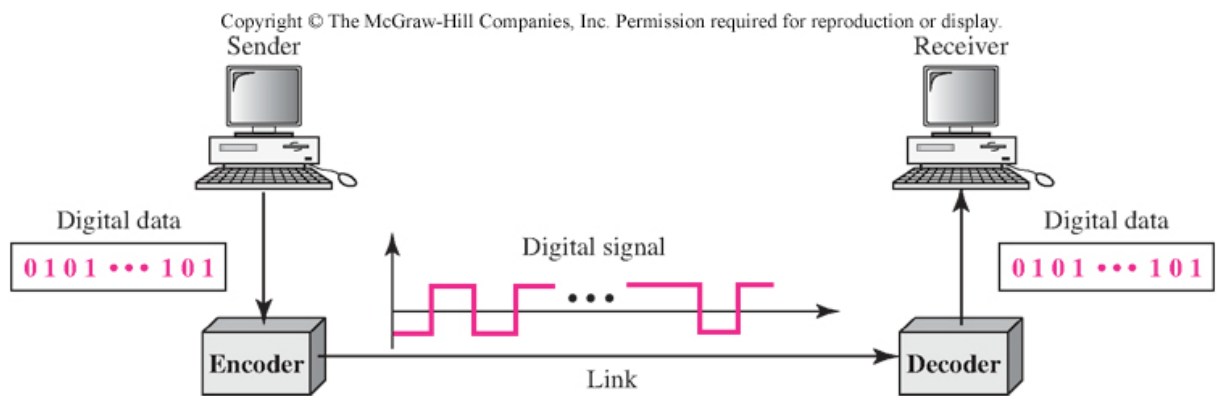 Copyright © The McGraw-Hill Companies, Inc. Permission required for reproduction or display.
Sender
Receiver
Digital data
0101 ••• 101
Digital signal
•••
Digital data
0101 ••• 101
Encoder
Link
Decoder